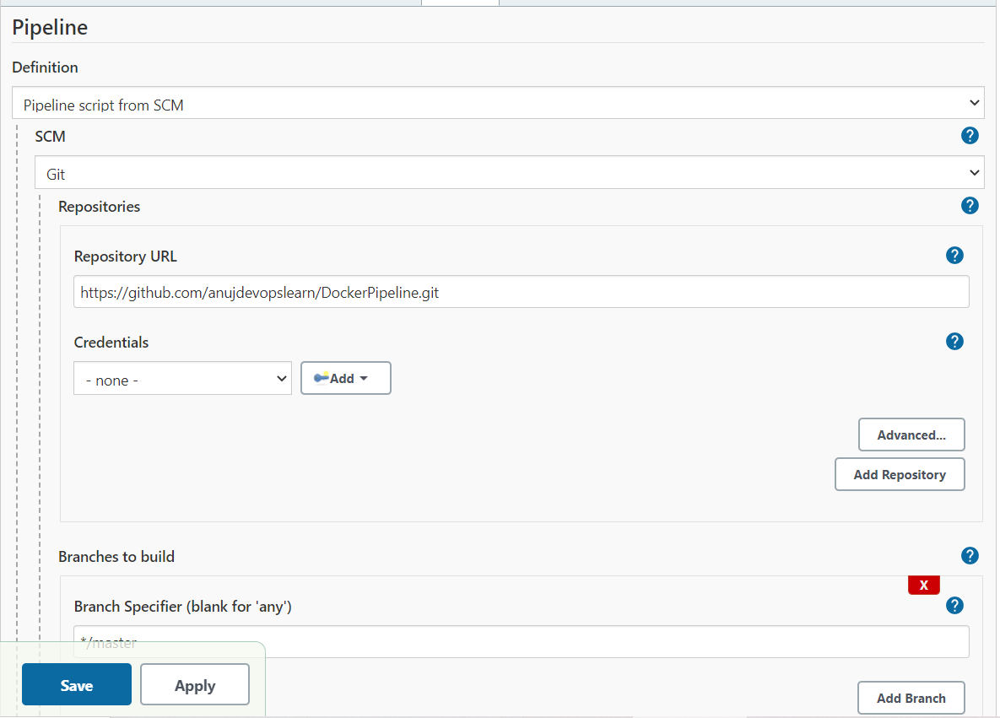 Pipeline
Definition
Pipeline script from SCM
SCM
?
Git
Repositories
?
Repository URL
?
https://github.com/anujdevopslearn/DockerPipeline.git
Credentials
?
- none -
Add
Advanced...
Add Repository
Branches to build
?
X
Branch Specifier (blank for 'any')
?
*/master
Save
Apply
Add Branch